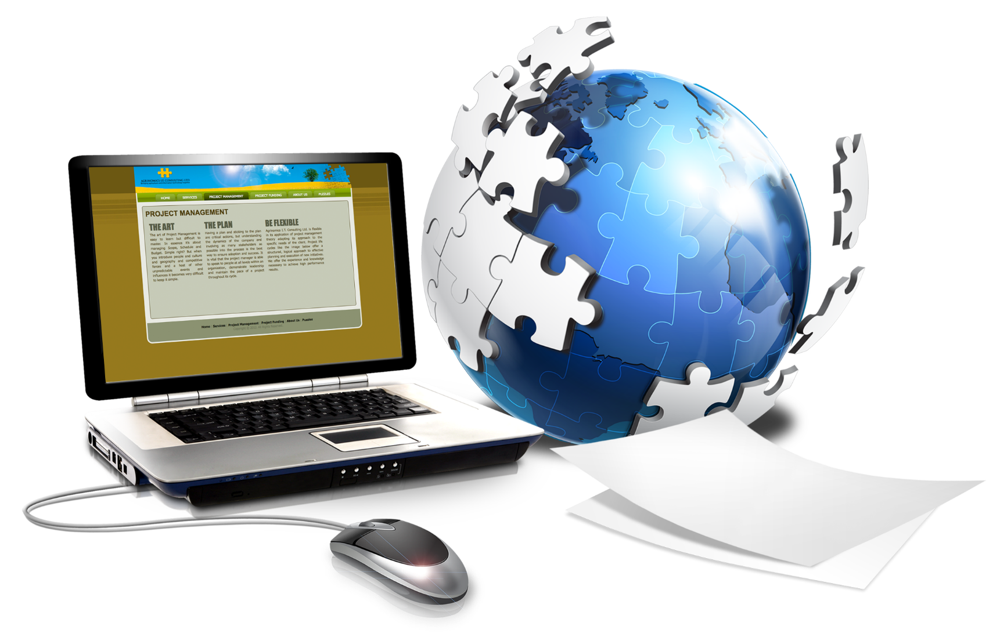 AGRINOMICS I.T. CONSULTING LTD
Bringing agriculture and information technology together
HOME SERVICES PROJECT MANAGEMENT PROJECT FUNDING ABOUT US PUZZLES
PROJECT MANAGEMENT
THE ART
The art of Project Management is
easy to learn but difficult to
master. In essence it's about
managing Scope, Schedule and
Budget. Simple right? But when
you introduce people and culture
and geography and competitive
forces and a host of other
unpredictable events and
influences it becomes very difficult
to keep it simple.
THE PLAN
Having a plan and sticking to the plan
are critical actions, but understanding
the dynamics of the company and
involving as many stakeholders as
possible into the process is the best
way to ensure adoption and success. It
is vital that the project manager is able
to speak to people at all levels within an
organization, demonstrate leadership
and maintain the pace of a project
throughout its cycle.
BE FLEXIBLE
Agrinomics I.T. Consulting Ltd. is flexible
in its application of project management
theory adapting its approach to the
specific needs of the client. Project life
cycles like the image below offer a
structured, logical approach to effective
planning and execution of new initiatives.
We offer the experience and knowledge
necessary to achieve high performance
results.
Home | Services | Project Management | Project Funding | About Us | Puzzles